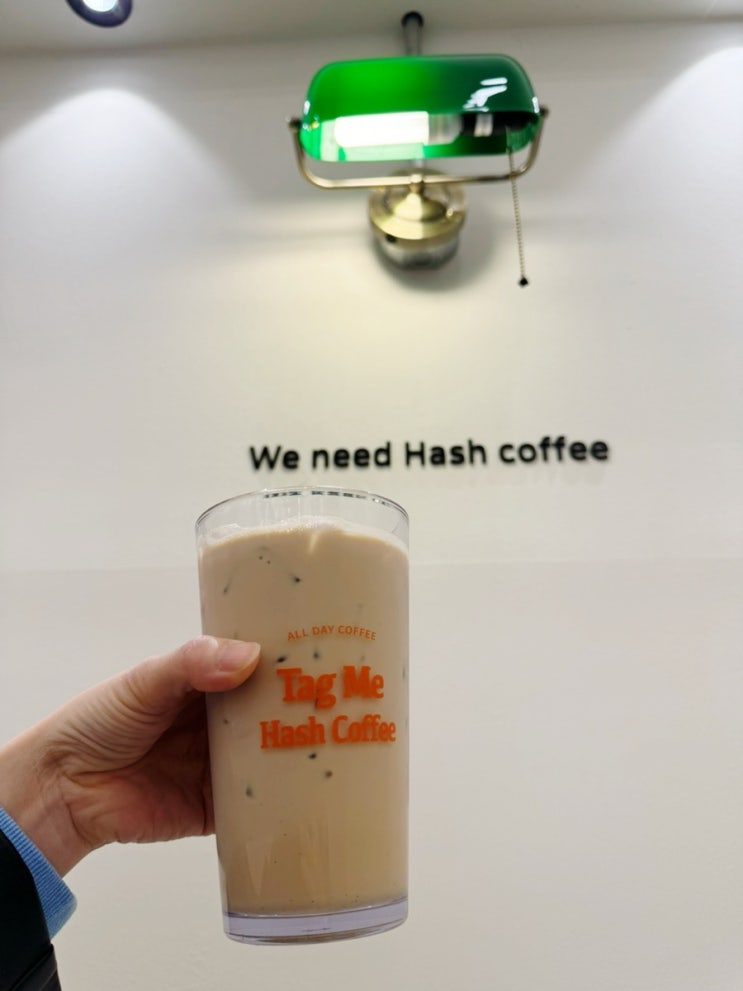 We need Hash coffee
ALL DAY COFFEE
Tag Me
Hash Coffee